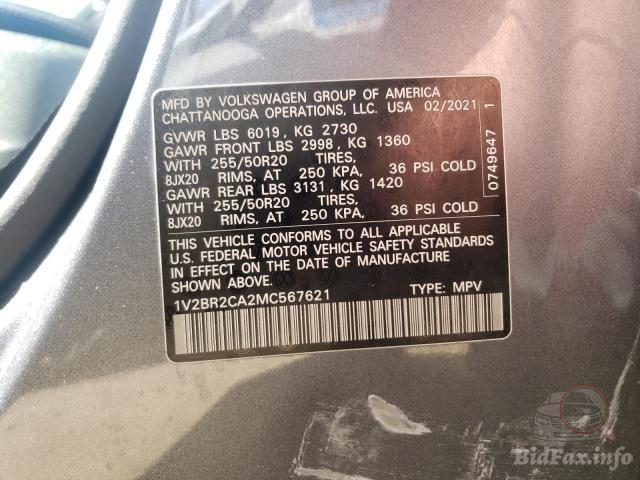 MFD BY VOLKSWAGEN GROUP OF AMERICA
CHATTANOOGA OPERATIONS, LLC. USA 02/2021
GVWR LBS 6019, KG 2730
GAWR FRONT LBS 2998, KG 1360
WITH 255/50R20 TIRES,
8JX20 RIMS, AT 250 KPA, 36 PSI COLD
GAWR REAR LBS 3131, KG 1420
WITH 255/50R20 TIRES,
8JX20 RIMS, AT 250 KPA, 36 PSI COLD
THIS VEHICLE CONFORMS TO ALL APPLICABLE
U.S. FEDERAL MOTOR VEHICLE SAFETY STANDARDS
IN EFFECT ON THE DATE OF MANUFACTURE
SHOWN ABOVE.
1V2BR2CA2MC567621 TYPE: MPV
0749647 1
BidFax.info